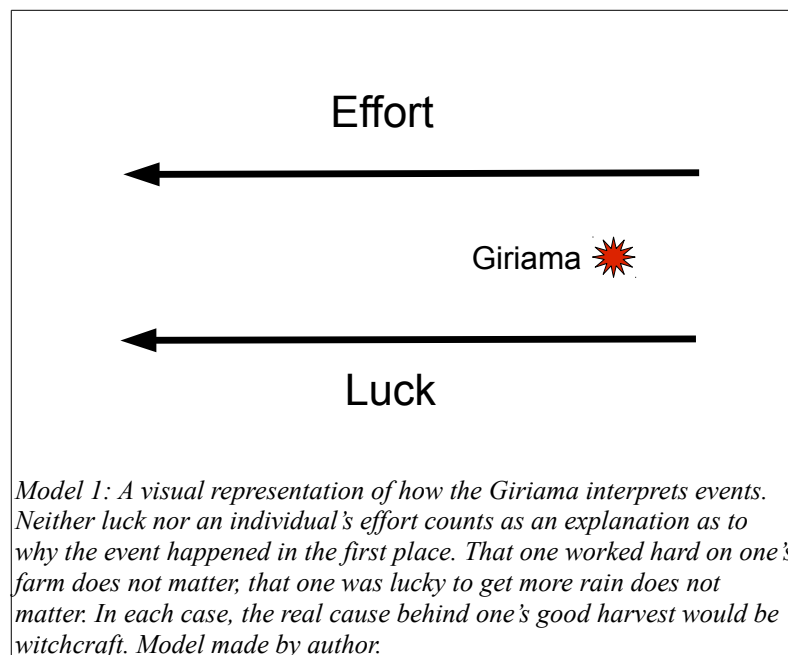 Effort
Giriama
Luck
Model 1: A visual representation of how the Giriama interprets events.
Neither luck nor an individual’s effort counts as an explanation as to
why the event happened in the first place. That one worked hard on one’s
farm does not matter, that one was lucky to get more rain does not
matter. In each case, the real cause behind one’s good harvest would be
witchcraft. Model made by author.